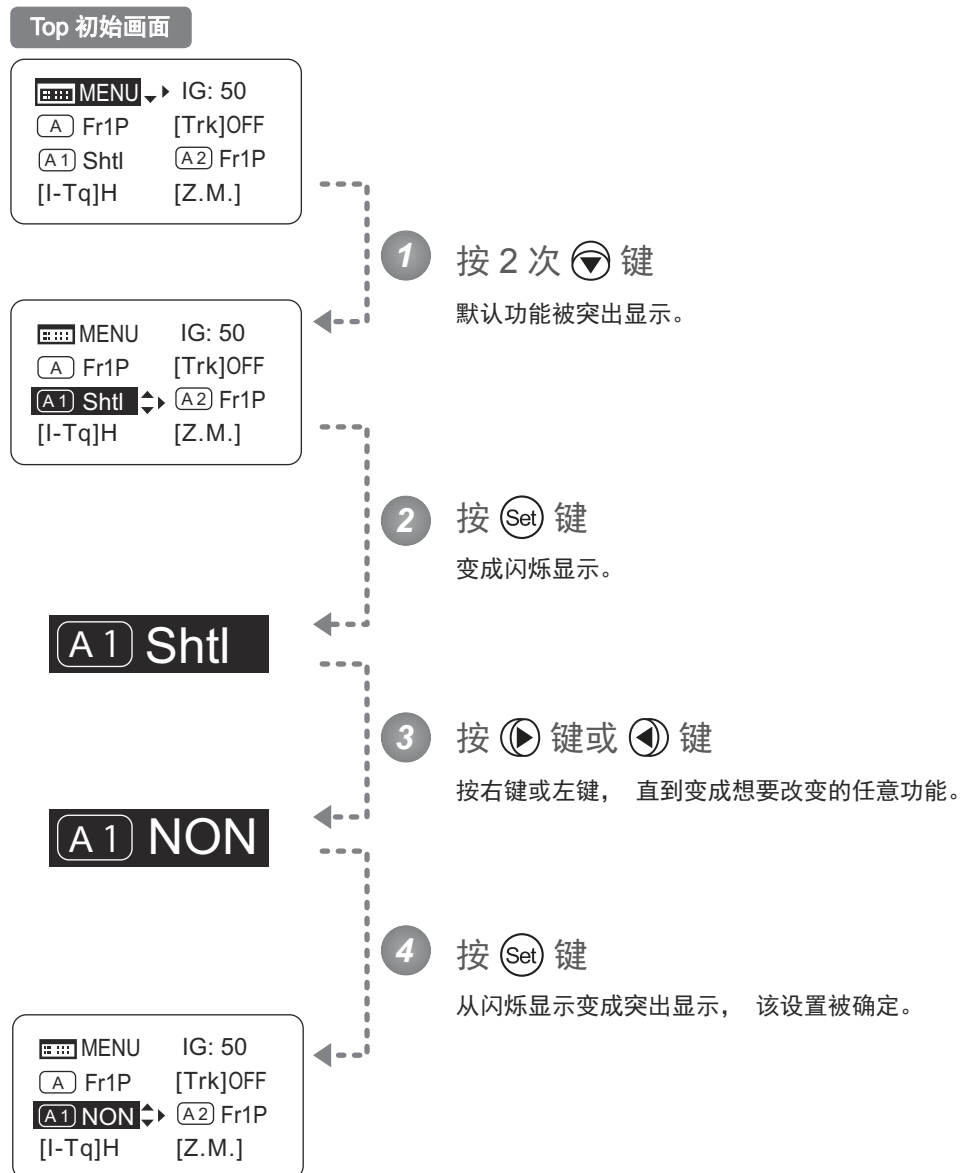 Top 初始画面
MENU IG: 50
A Fr1P [Trk]OFF
A1 Shtl A2 Fr1P
[I-Tq]H [Z.M.]
1 按 2 次 键
默认功能被突出显示。
MENU IG: 50
A Fr1P [Trk]OFF
A1 Shtl A2 Fr1P
[I-Tq]H [Z.M.]
2 按 Set 键
变成闪烁显示。
A1 Shtl
3 按 键或 键
按右键或左键， 直到变成想要改变的任意功能。
A1 NON
4 按 Set 键
从闪烁显示变成突出显示， 该设置被确定。
MENU IG: 50
A Fr1P [Trk]OFF
A1 NON A2 Fr1P
[I-Tq]H [Z.M.]